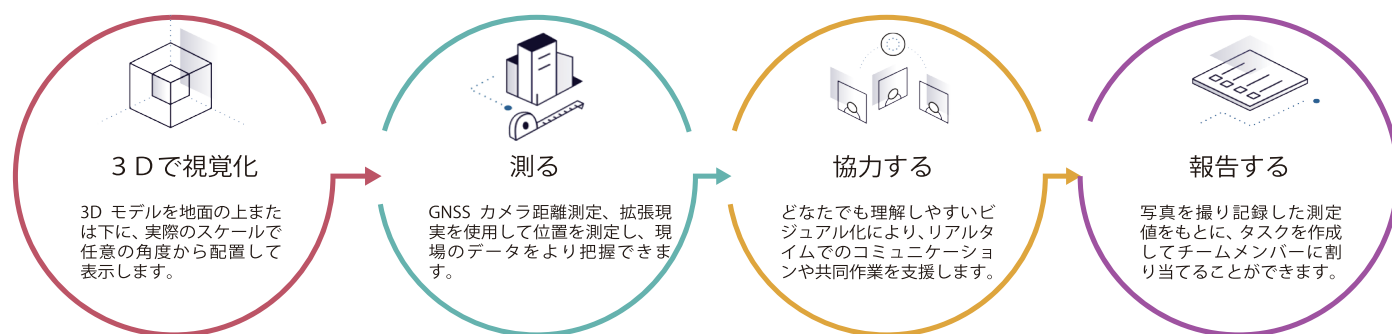 ３Ｄで視覚化
3D モデルを地面の上また
は下に、実際のスケールで
任意の角度から配置して
表示します。
測る
GNSS カメラ距離測定、拡張現
実を使用して位置を測定し、現
場のデータをより把握できま
す。
協力する
どなたでも理解しやすいビ
ジュアル化により、リアルタ
イムでのコミュニケーショ
ンや共同作業を支援します。
報告する
写真を撮り記録した測定
値をもとに、タスクを作成
してチームメンバーに割
り当てることができます。